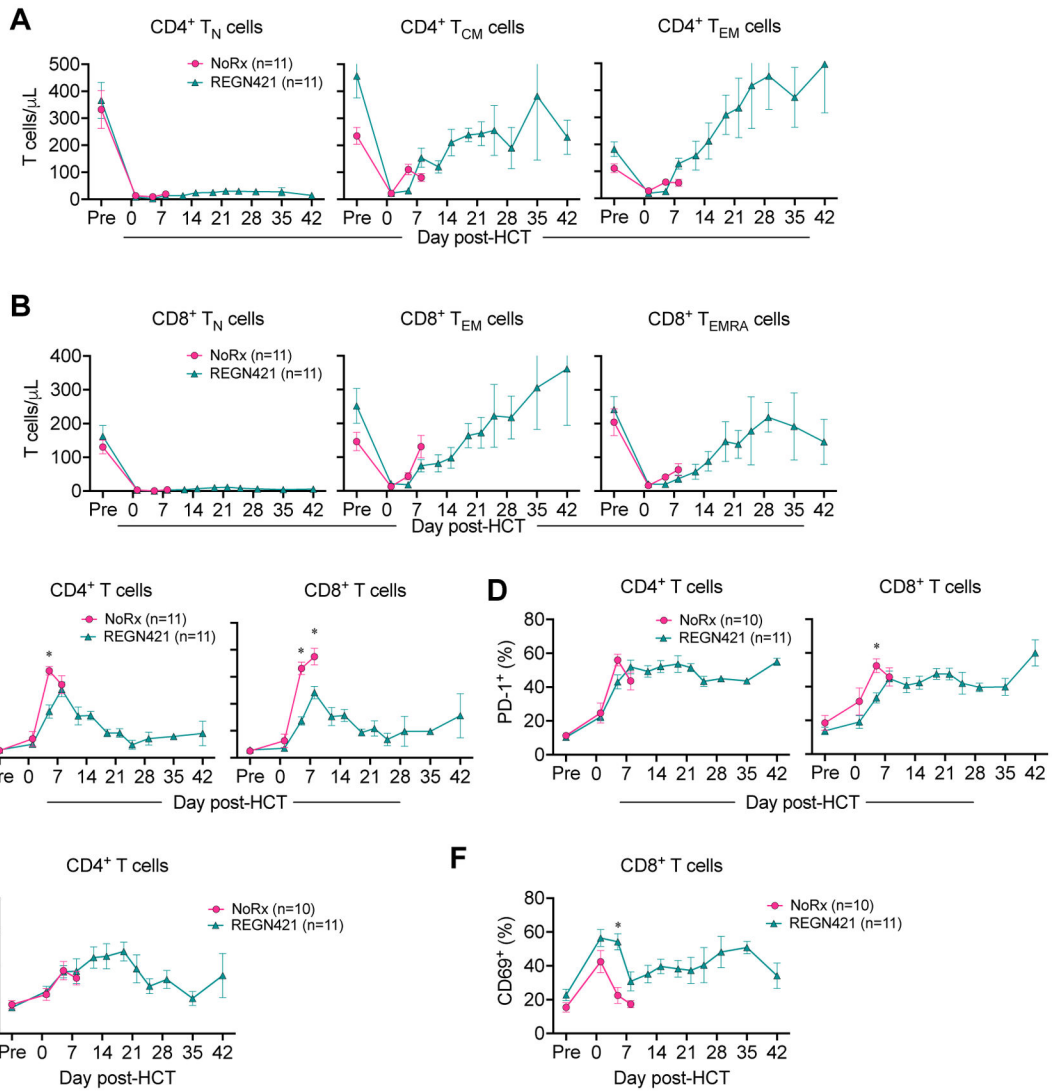 A
CD4⁺ T_N cells
CD4⁺ T_CM cells
CD4⁺ T_EM cells
NoRx (n=11)
REGN421 (n=11)
T cells/μL
500
400
300
200
100
0
Pre 0 7 14 21 28 35 42
Pre 0 7 14 21 28 35 42
Pre 0 7 14 21 28 35 42
Day post-HCT
B
CD8⁺ T_N cells
CD8⁺ T_EM cells
CD8⁺ T_EMRA cells
NoRx (n=11)
REGN421 (n=11)
T cells/μL
400
300
200
100
0
Pre 0 7 14 21 28 35 42
Pre 0 7 14 21 28 35 42
Pre 0 7 14 21 28 35 42
Day post-HCT
CD4⁺ T cells
CD8⁺ T cells
NoRx (n=11)
REGN421 (n=11)
*
* *
Pre 0 7 14 21 28 35 42
Pre 0 7 14 21 28 35 42
Day post-HCT
D
CD4⁺ T cells
CD8⁺ T cells
NoRx (n=10)
REGN421 (n=11)
*
PD-1⁺ (%)
80
60
40
20
0
Pre 0 7 14 21 28 35 42
Pre 0 7 14 21 28 35 42
Day post-HCT
CD4⁺ T cells
NoRx (n=10)
REGN421 (n=11)
Pre 0 7 14 21 28 35 42
Day post-HCT
F
CD8⁺ T cells
NoRx (n=10)
REGN421 (n=11)
*
CD69⁺ (%)
80
60
40
20
0
Pre 0 7 14 21 28 35 42
Day post-HCT